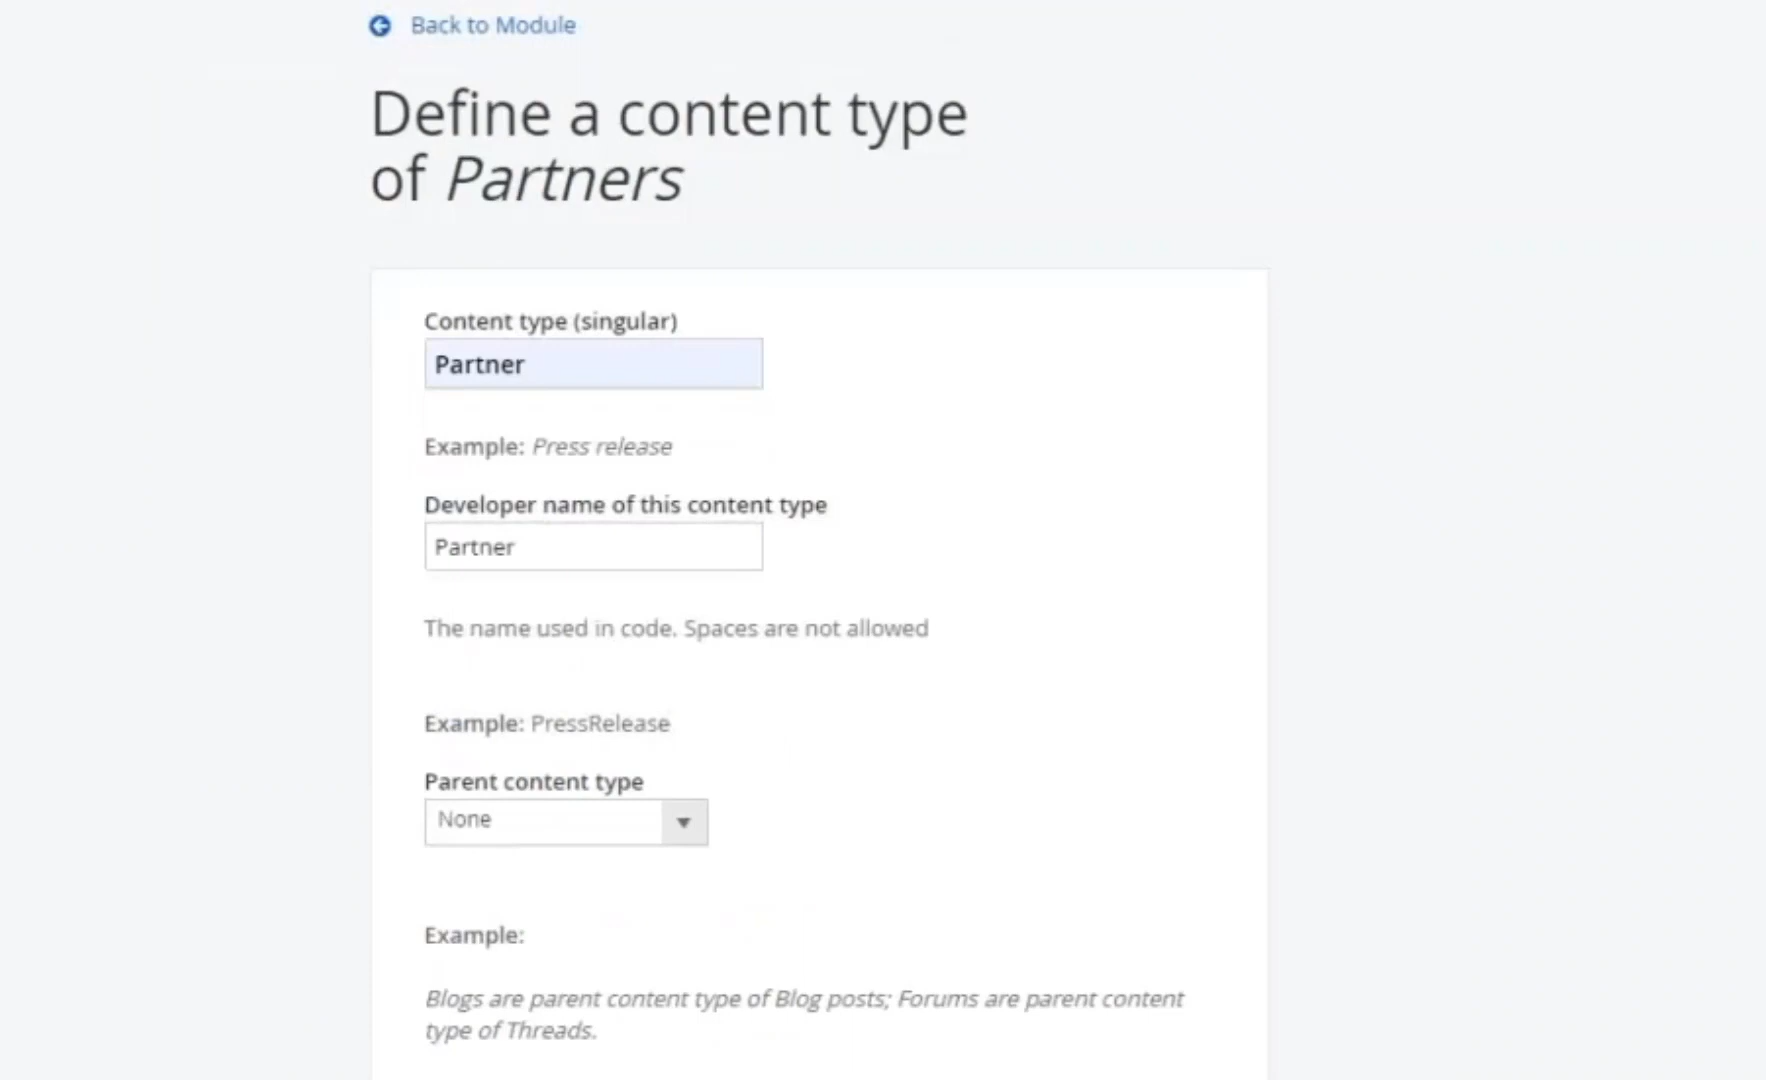 Back to Module
Define a content type
of Partners
Content type (singular)
Partner
Example: Press release
Developer name of this content type
Partner
The name used in code. Spaces are not allowed
Example: PressRelease
Parent content type
None
Example:
Blogs are parent content type of Blog posts; Forums are parent content
type of Threads.